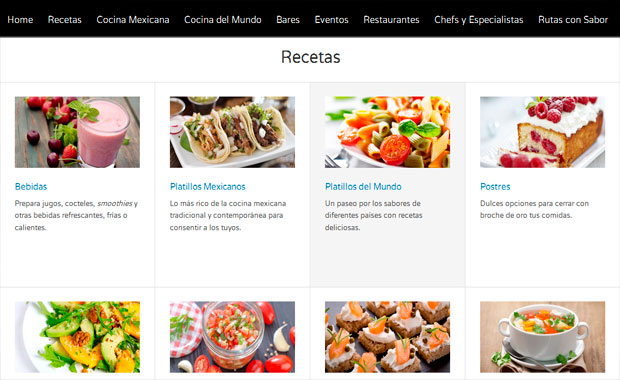 Home Recetas Cocina Mexicana Cocina del Mundo Bares Eventos Restaurantes Chefs y Especialistas Rutas con Sabor
Recetas
Bebidas
Prepara jugos, cocteles, smoothies y
otras bebidas refrescantes, frías o
calientes.
Platillos Mexicanos
Lo más rico de la cocina mexicana
tradicional y contemporánea para
consentir a los tuyos.
Platillos del Mundo
Un paseo por los sabores de
diferentes países con recetas
deliciosas.
Postres
Dulces opciones para cerrar con
broche de oro tus comidas.